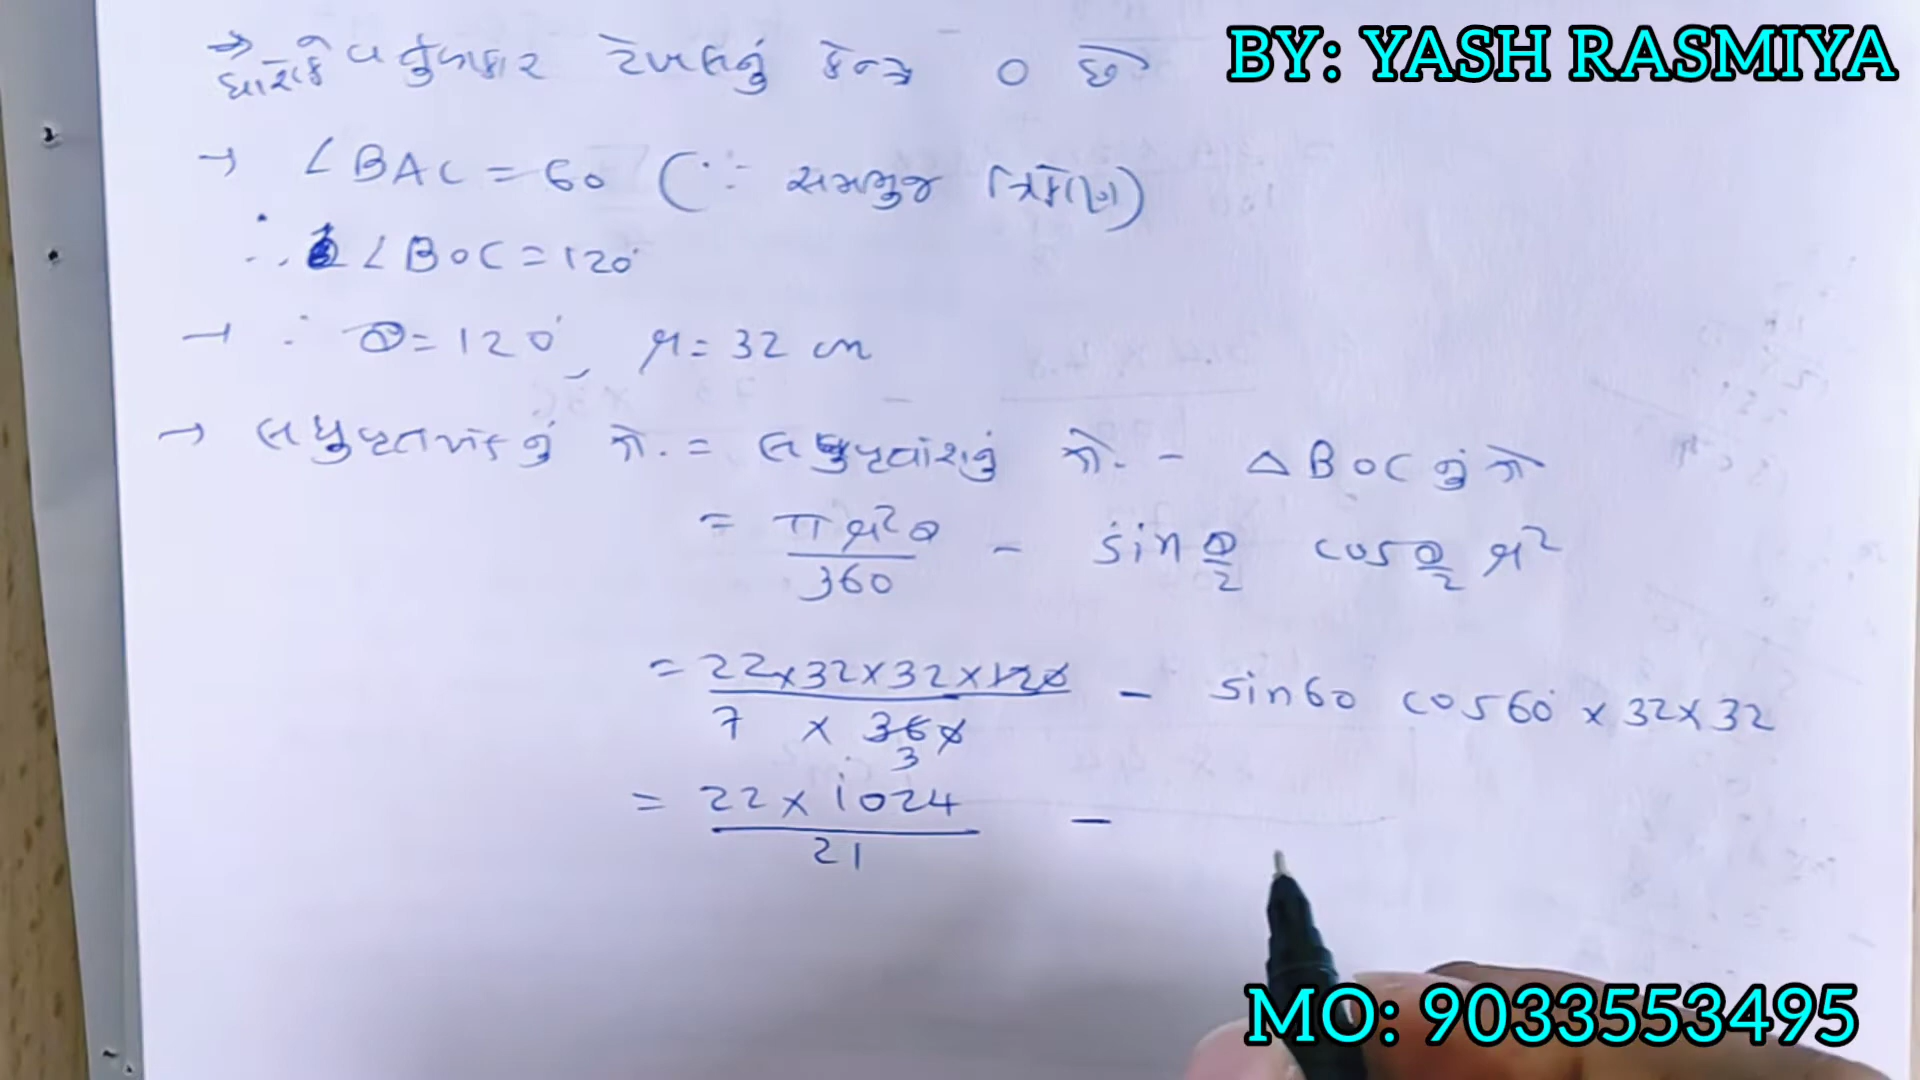 BY: YASH RASMIYA
⇒ ધારો કે વર્તુળાકાર ટેબલનું કેન્દ્ર O છે
→ ∠BAC = 60 (∵ સમભુજ ત્રિકોણ)
∴ ∠BOC = 120°
→ ∴ θ = 120°, r = 32 cm
→ લઘુવૃતખંડનું ક્ષે. = લઘુવૃતાંશનું ક્ષે. - △BOC નું ક્ષે
= πr²θ/360 - sin θ/2 cos θ/2 r²
= 22×32×32×120/7 × 360 - sin60 cos60° × 32×32
3
= 22 × 1024/21 -
MO: 9033553495